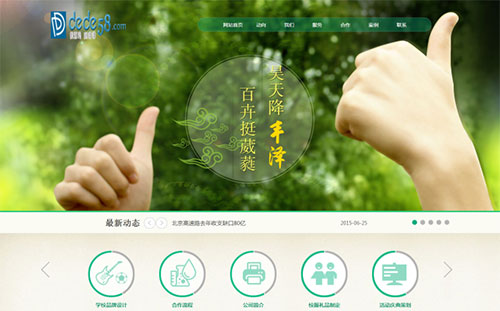 dede58.com
网站首页 动向 我们 服务 合作 案例 联系
昊天降丰泽
百卉挺葳蕤
最新动态 北京高速路去年收支缺口80亿 2015-06-25
学校品牌设计 合作流程 公司简介 校服礼品制定 活动庆典策划